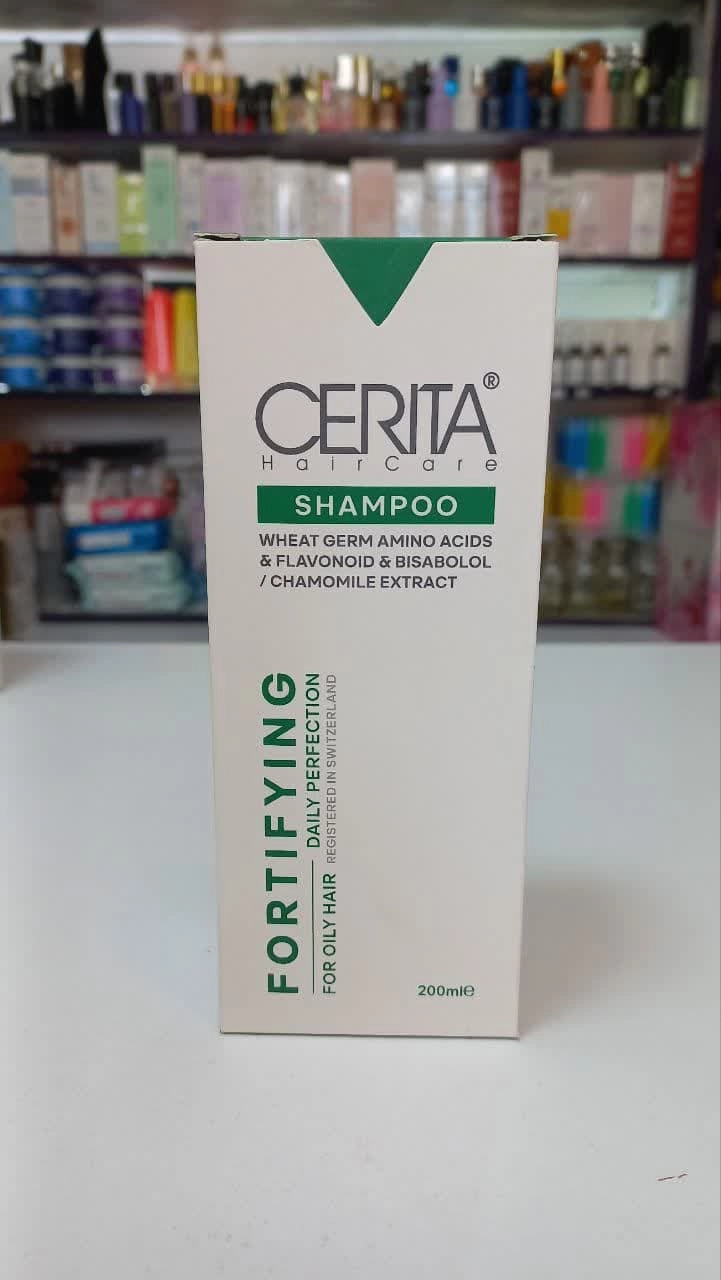 CERITA®
HairCare
SHAMPOO
WHEAT GERM AMINO ACIDS
& FLAVONOID & BISABOLOL
/ CHAMOMILE EXTRACT
FORTIFYING
DAILY PERFECTION
FOR OILY HAIR REGISTERED IN SWITZERLAND
200ml℮